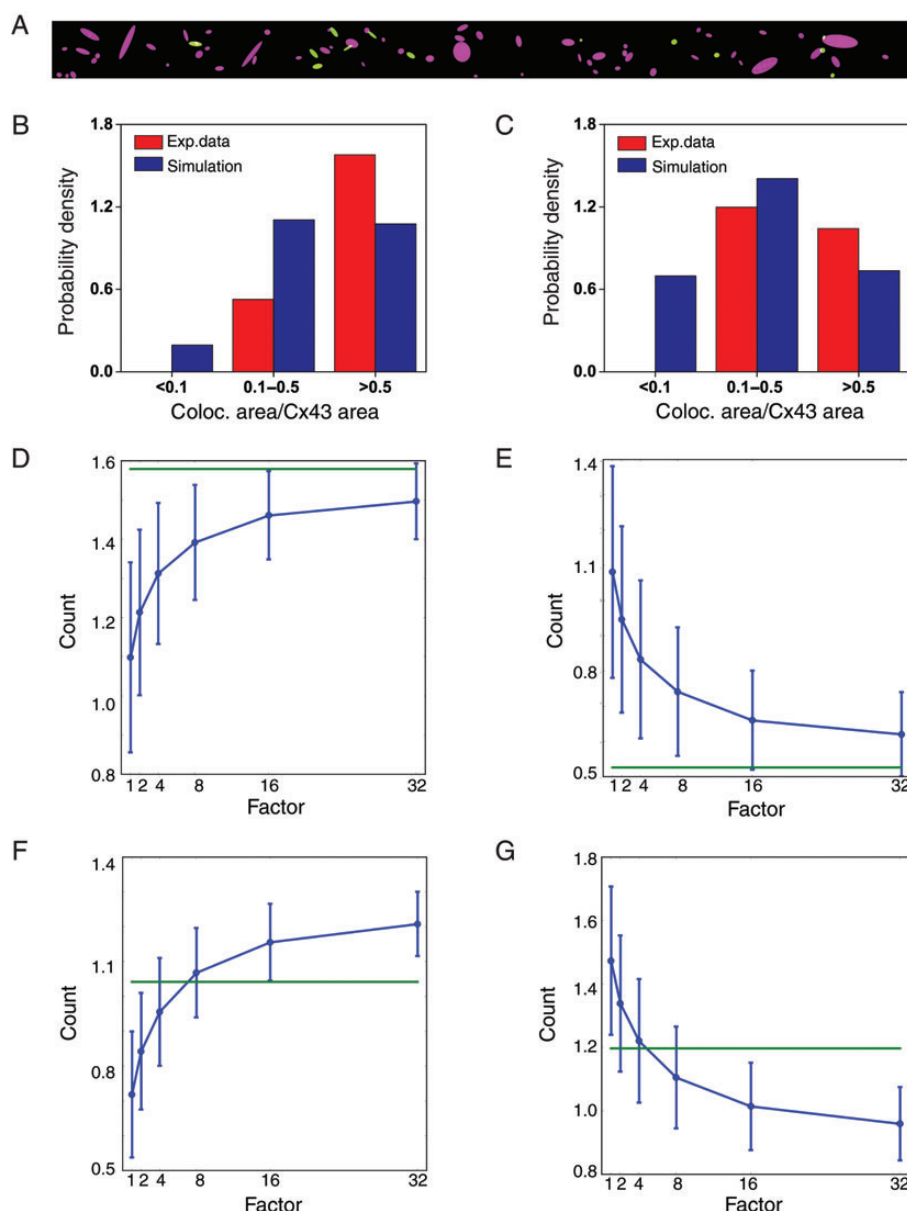 A
B
1.8
1.2
0.6
0.0
Probability density
Exp.data
Simulation
<0.1
0.1–0.5
>0.5
Coloc. area/Cx43 area
C
1.8
1.2
0.6
0.0
Probability density
Exp.data
Simulation
<0.1
0.1–0.5
>0.5
Coloc. area/Cx43 area
D
1.6
1.4
1.2
1.0
0.8
Count
1 2 4 8 16 32
Factor
E
1.4
1.1
0.8
0.5
Count
1 2 4 8 16 32
Factor
F
1.4
1.1
0.8
0.5
Count
1 2 4 8 16 32
Factor
G
1.8
1.6
1.4
1.2
1.0
0.8
Count
1 2 4 8 16 32
Factor